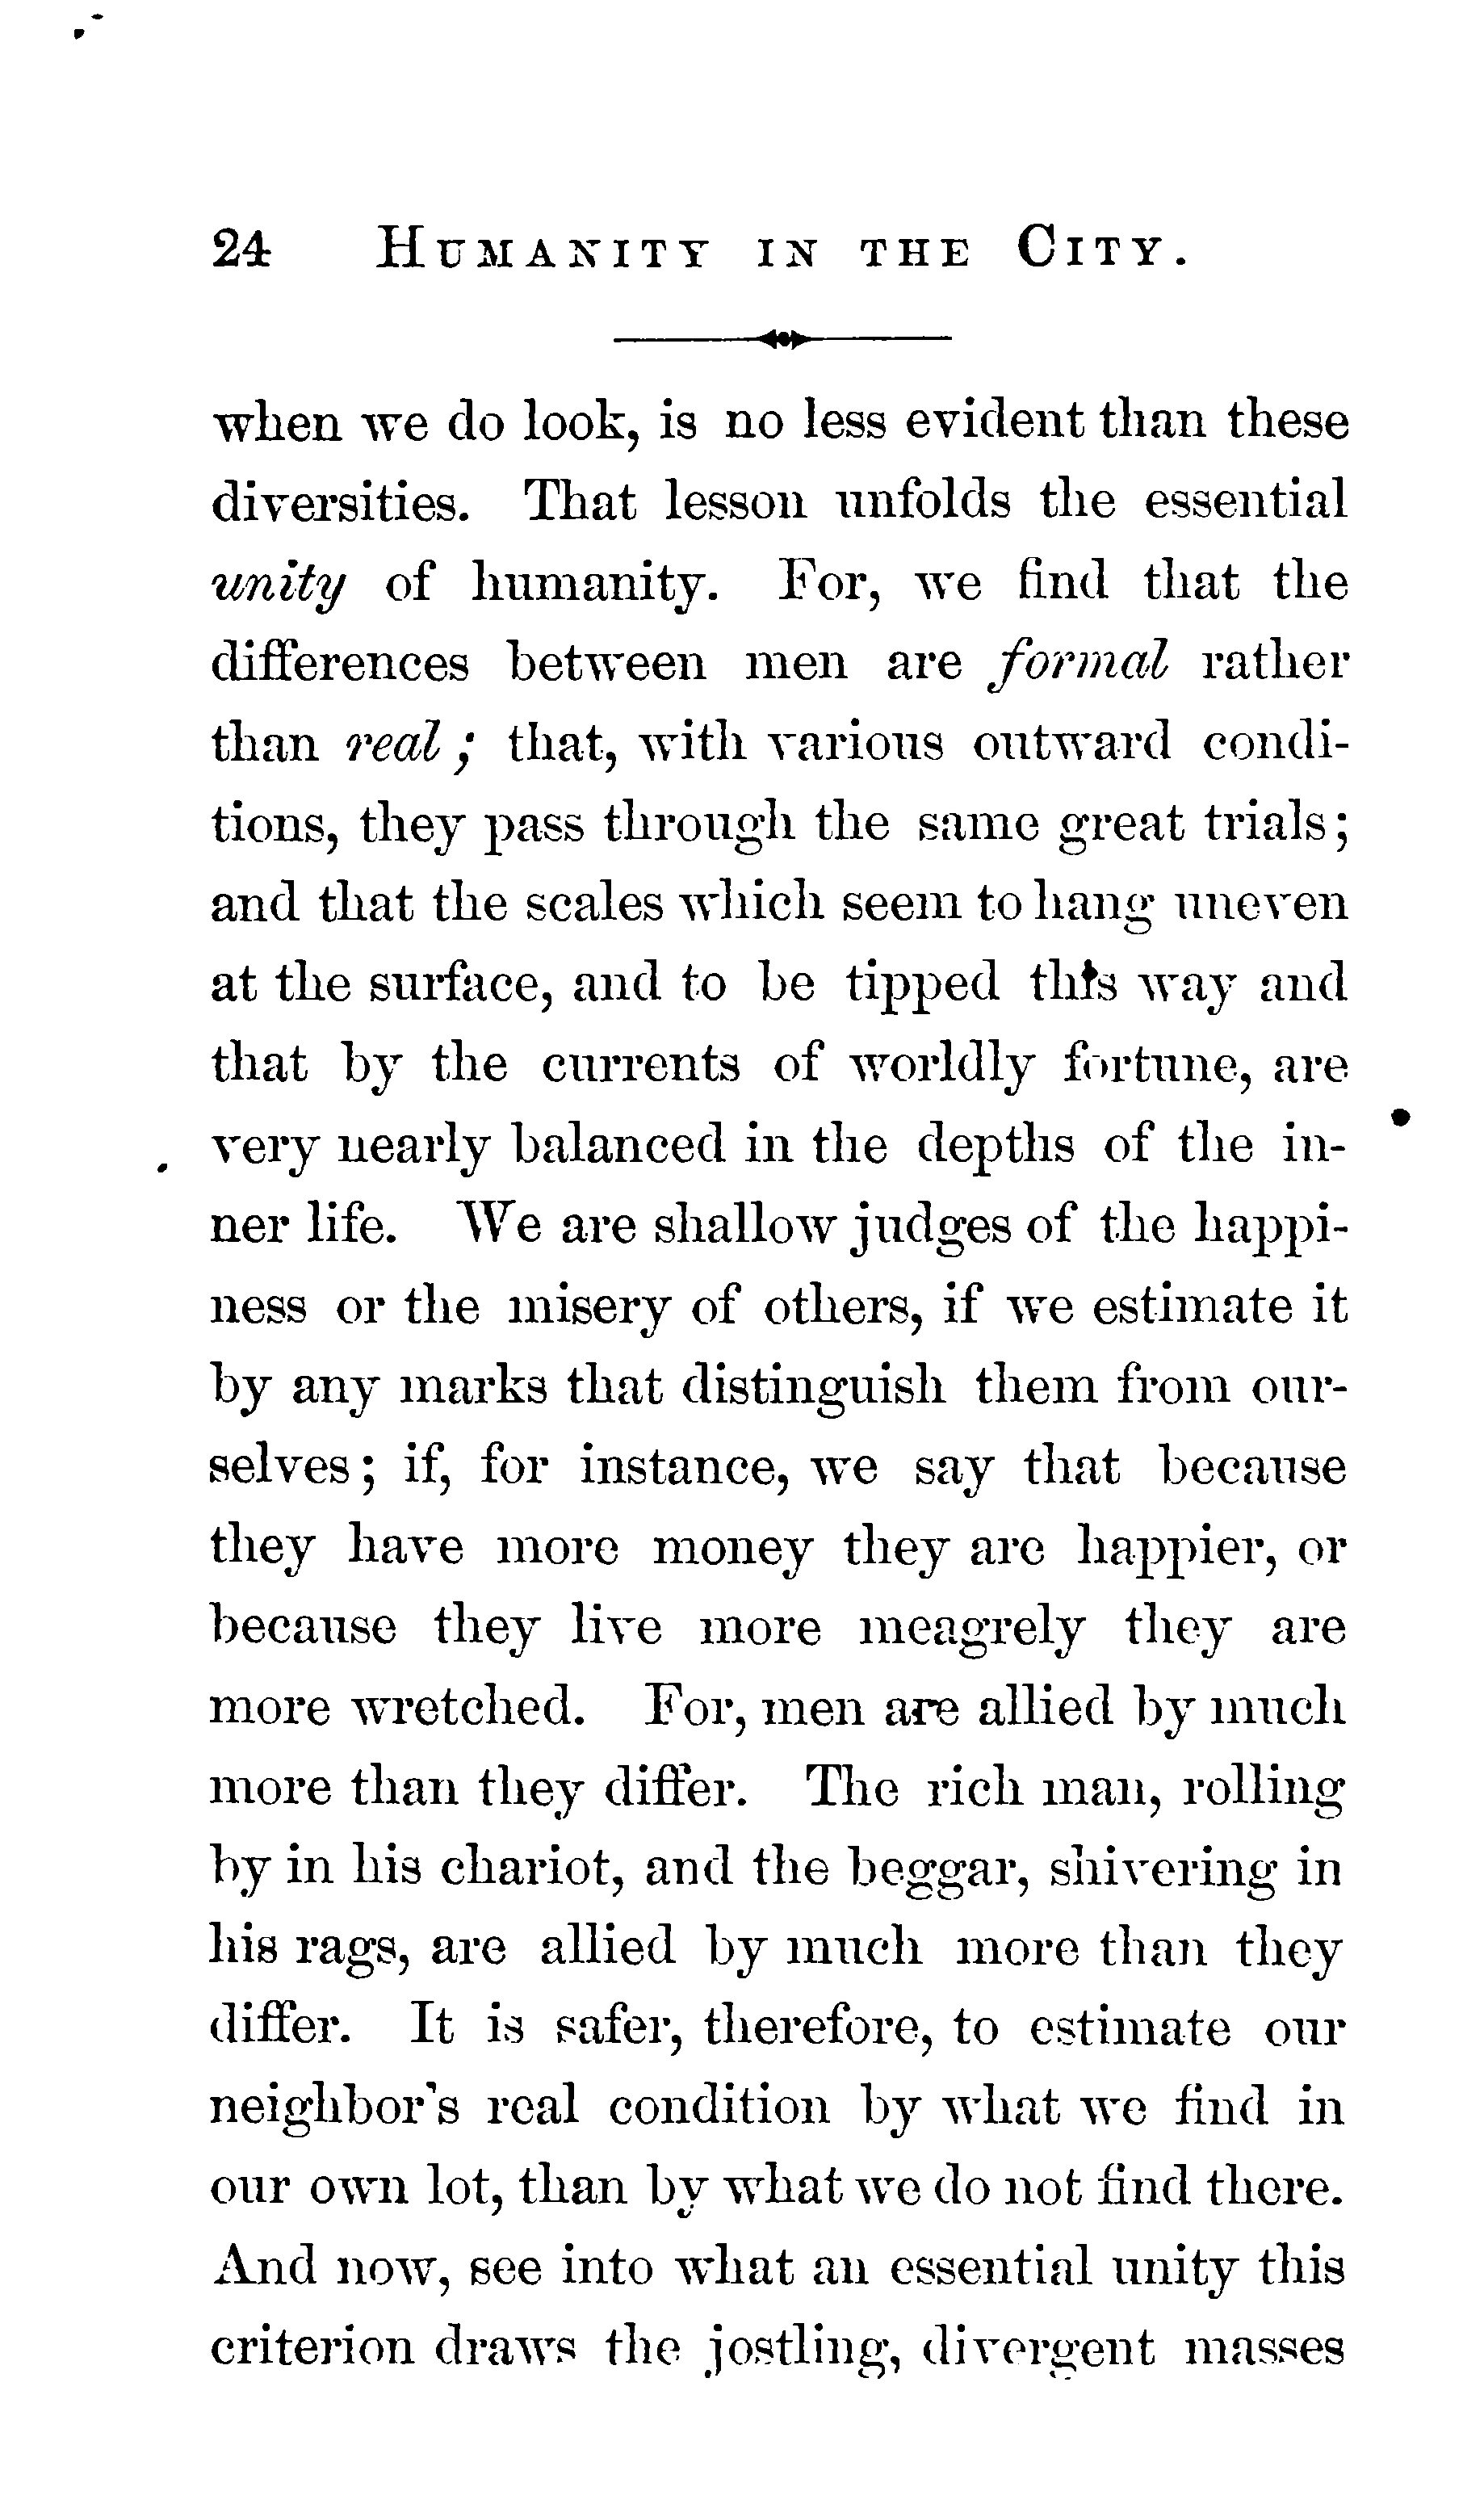 24 HUMANITY IN THE CITY.
when we do look, is no less evident than these
diversities. That lesson unfolds the essential
unity of humanity. For, we find that the
differences between men are formal rather
than real; that, with various outward condi-
tions, they pass through the same great trials;
and that the scales which seem to hang uneven
at the surface, and to be tipped this way and
that by the currents of worldly fortune, are
very nearly balanced in the depths of the in-
ner life. We are shallow judges of the happi-
ness or the misery of others, if we estimate it
by any marks that distinguish them from our-
selves; if, for instance, we say that because
they have more money they are happier, or
because they live more meagrely they are
more wretched. For, men are allied by much
more than they differ. The rich man, rolling
by in his chariot, and the beggar, shivering in
his rags, are allied by much more than they
differ. It is safer, therefore, to estimate our
neighbor's real condition by what we find in
our own lot, than by what we do not find there.
And now, see into what an essential unity this
criterion draws the jostling, divergent masses